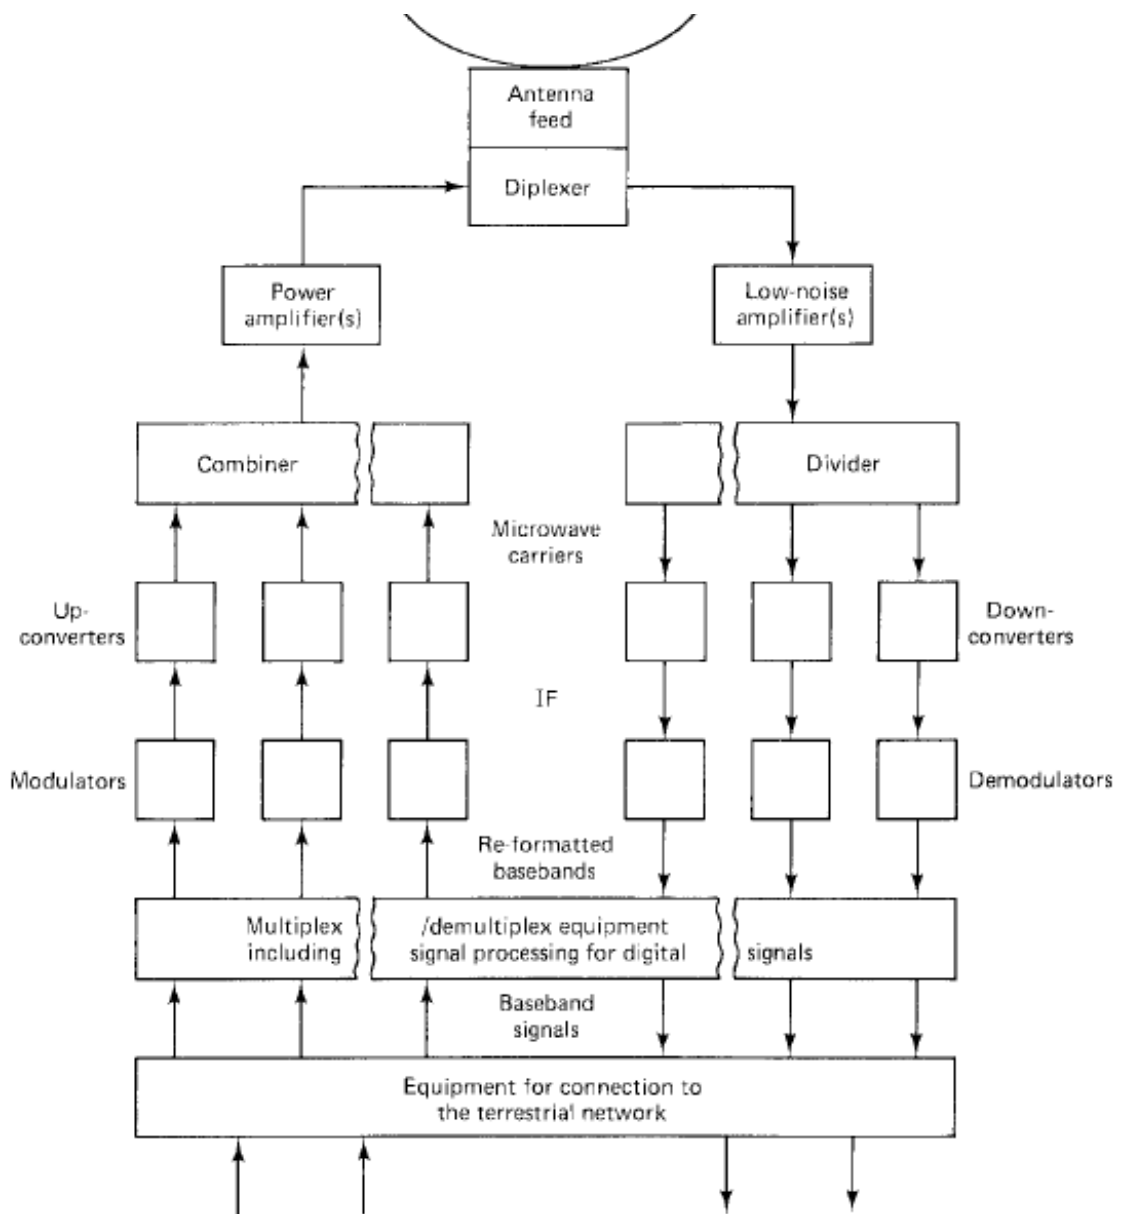 Antenna
feed
Diplexer
Power
amplifier(s)
Low-noise
amplifier(s)
Combiner
Divider
Microwave
carriers
Up-
converters
Down-
converters
IF
Modulators
Demodulators
Re-formatted
basebands
Multiplex /demultiplex equipment
including signal processing for digital signals
Baseband
signals
Equipment for connection to
the terrestrial network